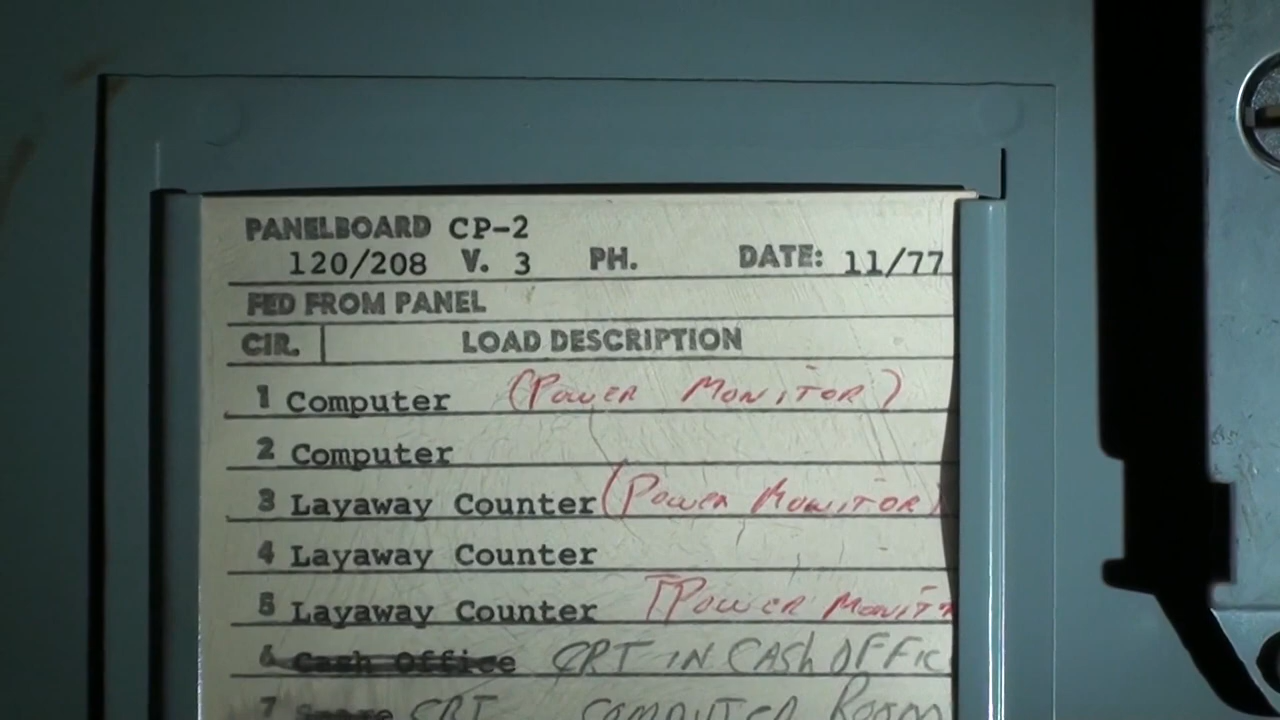 PANELBOARD CP-2
120/208 V. 3 PH. DATE: 11/77
FED FROM PANEL
CIR. LOAD DESCRIPTION
1 Computer (POWER MONITOR)
2 Computer
3 Layaway Counter (POWER MONITOR)
4 Layaway Counter
5 Layaway Counter (POWER MONIT
6 Cash Office CRT IN CASH OFFIC
7 Spare CRT COMPUTER ROOM